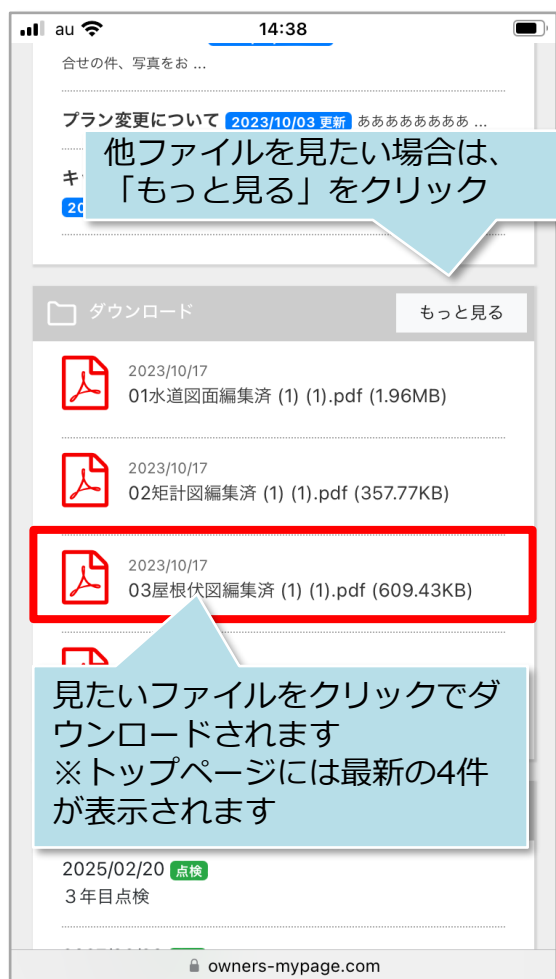 au 14:38
合せの件、写真をお ...
プラン変更について 2023/10/03 更新 ああああああああ ...
他ファイルを見たい場合は、
「もっと見る」をクリック
キ
20
ダウンロード もっと見る
2023/10/17
01水道図面編集済 (1) (1).pdf (1.96MB)
2023/10/17
02矩計図編集済 (1) (1).pdf (357.77KB)
2023/10/17
03屋根伏図編集済 (1) (1).pdf (609.43KB)
見たいファイルをクリックでダ
ウンロードされます
※トップページには最新の4件
が表示されます
2025/02/20 点検
３年目点検
owners-mypage.com